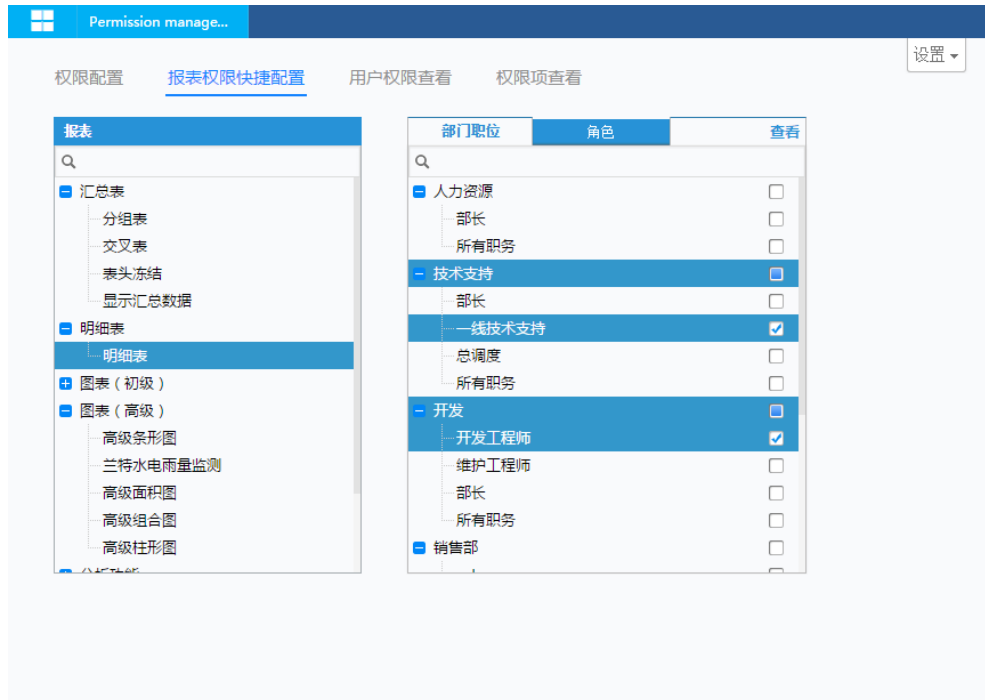 Permission manage...
设置
权限配置 报表权限快捷配置 用户权限查看 权限项查看
报表
汇总表
分组表
交叉表
表头冻结
显示汇总数据
明细表
明细表
图表（初级）
图表（高级）
高级条形图
兰特水电雨量监测
高级面积图
高级组合图
高级柱形图
分析功能
部门职位 角色 查看
人力资源
部长
所有职务
技术支持
部长
一线技术支持
总调度
所有职务
开发
开发工程师
维护工程师
部长
所有职务
销售部